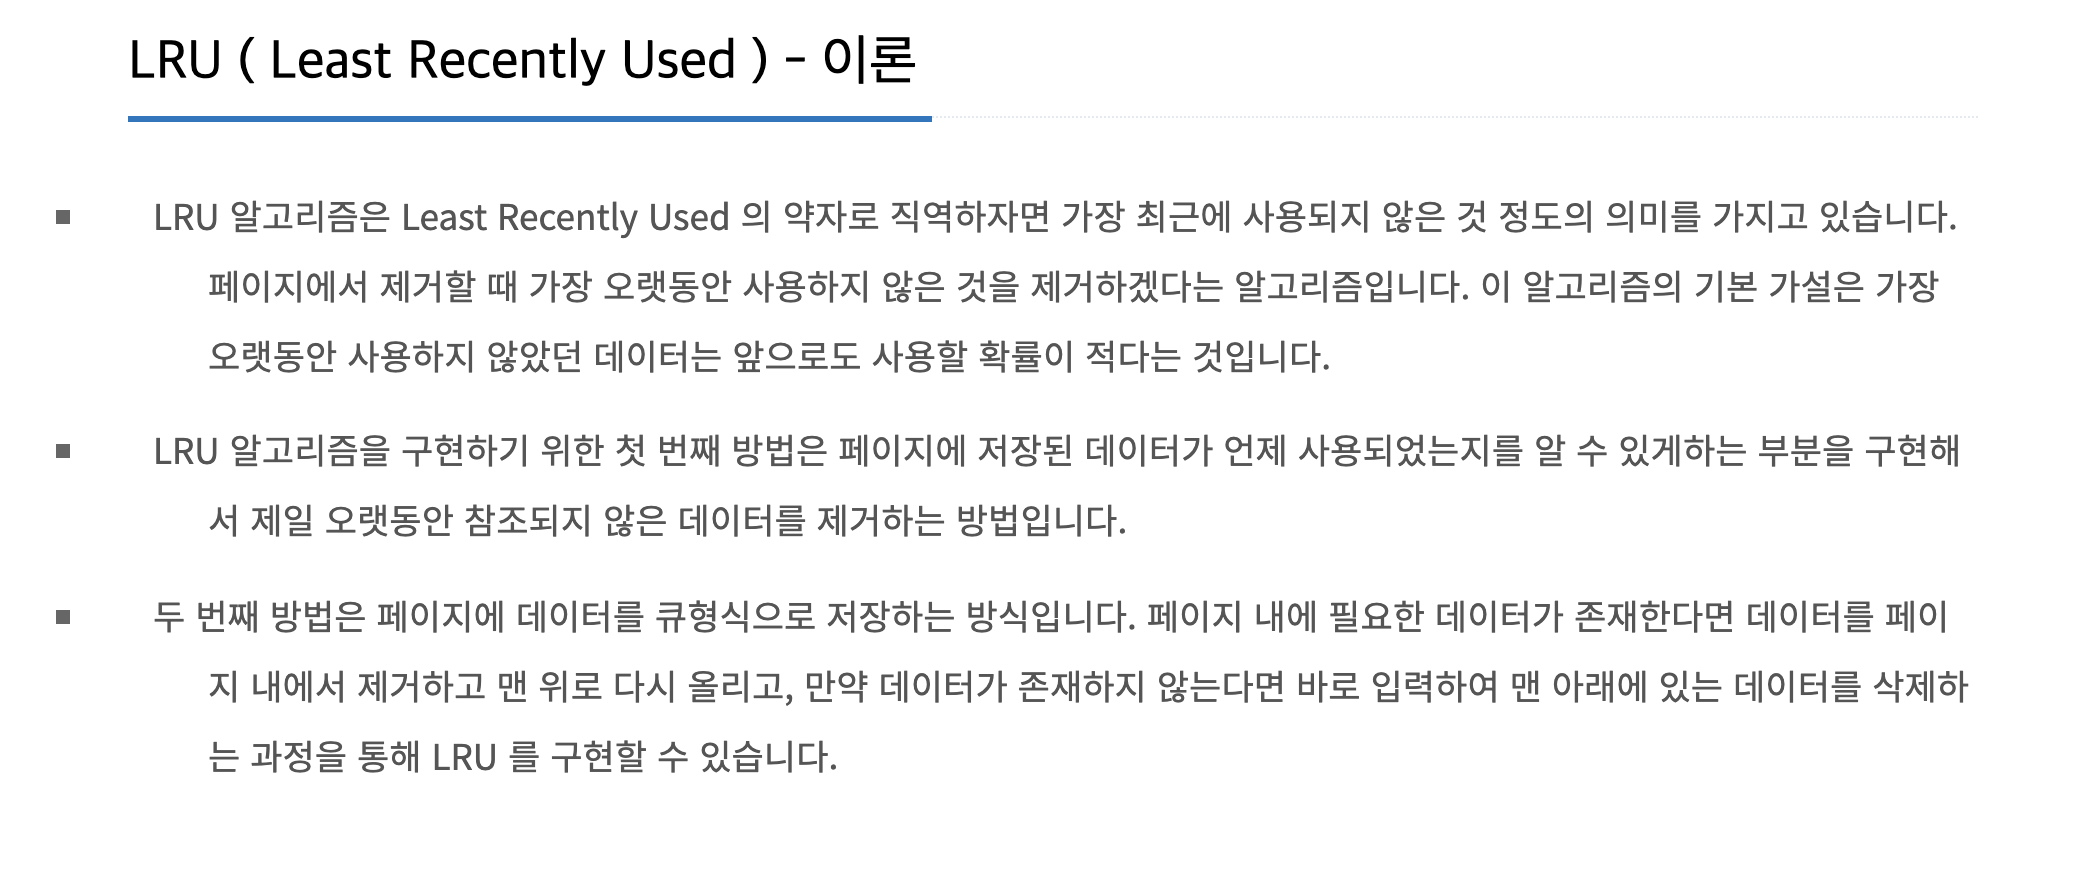 LRU ( Least Recently Used ) - 이론
LRU 알고리즘은 Least Recently Used 의 약자로 직역하자면 가장 최근에 사용되지 않은 것 정도의 의미를 가지고 있습니다.
페이지에서 제거할 때 가장 오랫동안 사용하지 않은 것을 제거하겠다는 알고리즘입니다. 이 알고리즘의 기본 가설은 가장
오랫동안 사용하지 않았던 데이터는 앞으로도 사용할 확률이 적다는 것입니다.
LRU 알고리즘을 구현하기 위한 첫 번째 방법은 페이지에 저장된 데이터가 언제 사용되었는지를 알 수 있게하는 부분을 구현해
서 제일 오랫동안 참조되지 않은 데이터를 제거하는 방법입니다.
두 번째 방법은 페이지에 데이터를 큐형식으로 저장하는 방식입니다. 페이지 내에 필요한 데이터가 존재한다면 데이터를 페이
지 내에서 제거하고 맨 위로 다시 올리고, 만약 데이터가 존재하지 않는다면 바로 입력하여 맨 아래에 있는 데이터를 삭제하
는 과정을 통해 LRU 를 구현할 수 있습니다.